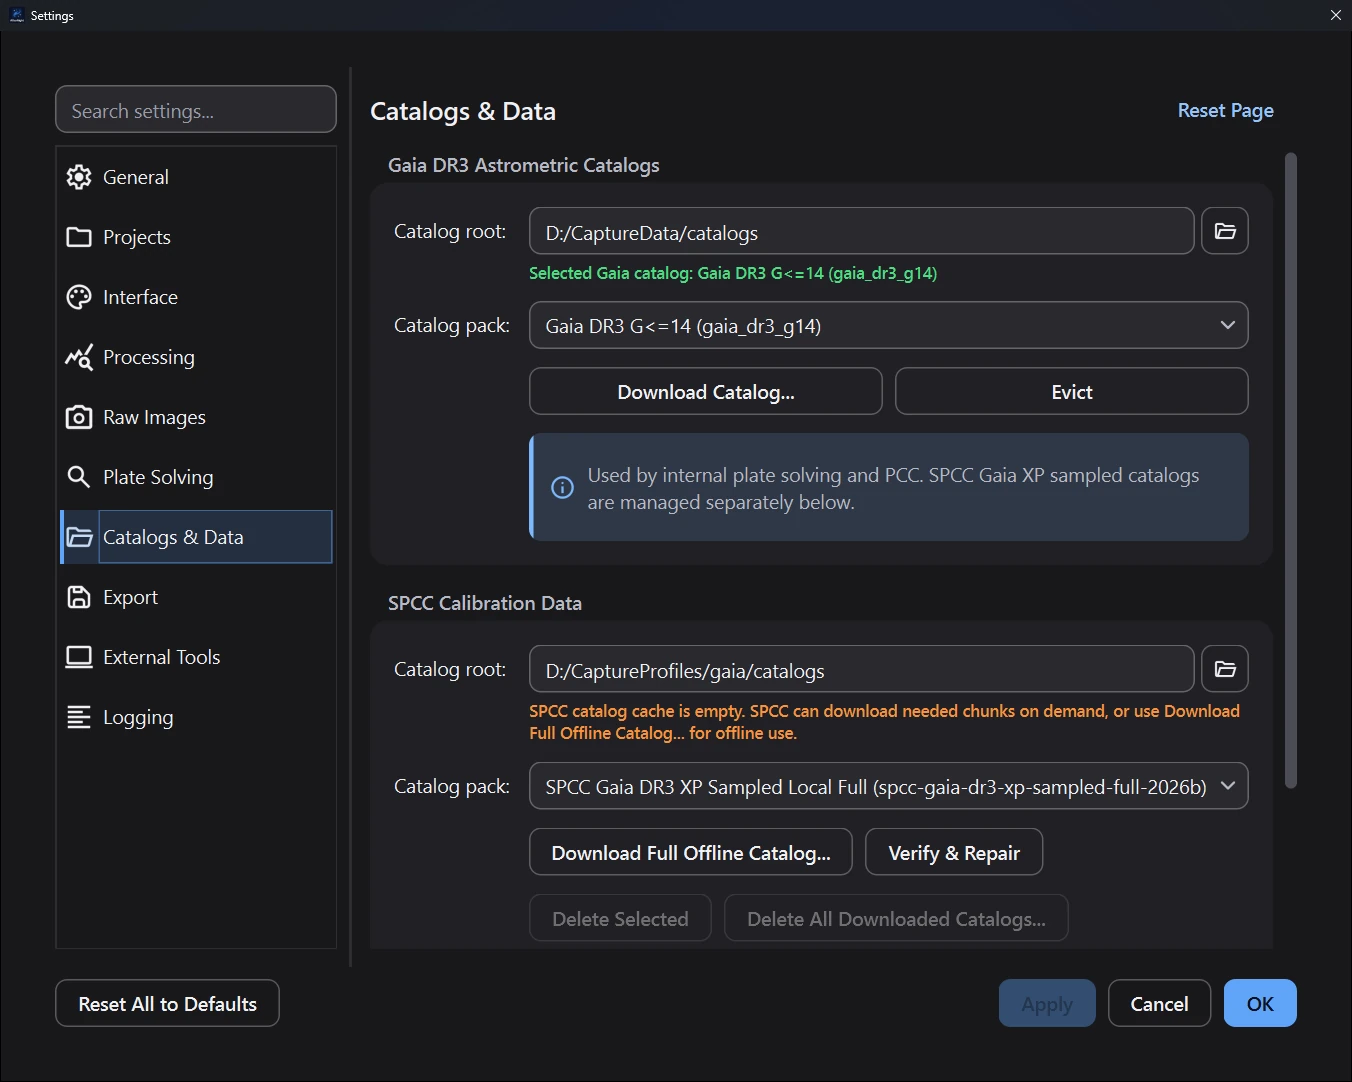 Settings
Search settings...
General
Projects
Interface
Processing
Raw Images
Plate Solving
Catalogs & Data
Export
External Tools
Logging
Catalogs & Data
Reset Page
Gaia DR3 Astrometric Catalogs
Catalog root:
D:/CaptureData/catalogs
Selected Gaia catalog: Gaia DR3 G<=14 (gaia_dr3_g14)
Catalog pack:
Gaia DR3 G<=14 (gaia_dr3_g14)
Download Catalog...
Evict
Used by internal plate solving and PCC. SPCC Gaia XP sampled catalogs
are managed separately below.
SPCC Calibration Data
Catalog root:
D:/CaptureProfiles/gaia/catalogs
SPCC catalog cache is empty. SPCC can download needed chunks on demand, or use Download
Full Offline Catalog... for offline use.
Catalog pack:
SPCC Gaia DR3 XP Sampled Local Full (spcc-gaia-dr3-xp-sampled-full-2026b)
Download Full Offline Catalog...
Verify & Repair
Delete Selected
Delete All Downloaded Catalogs...
Reset All to Defaults
Apply
Cancel
OK